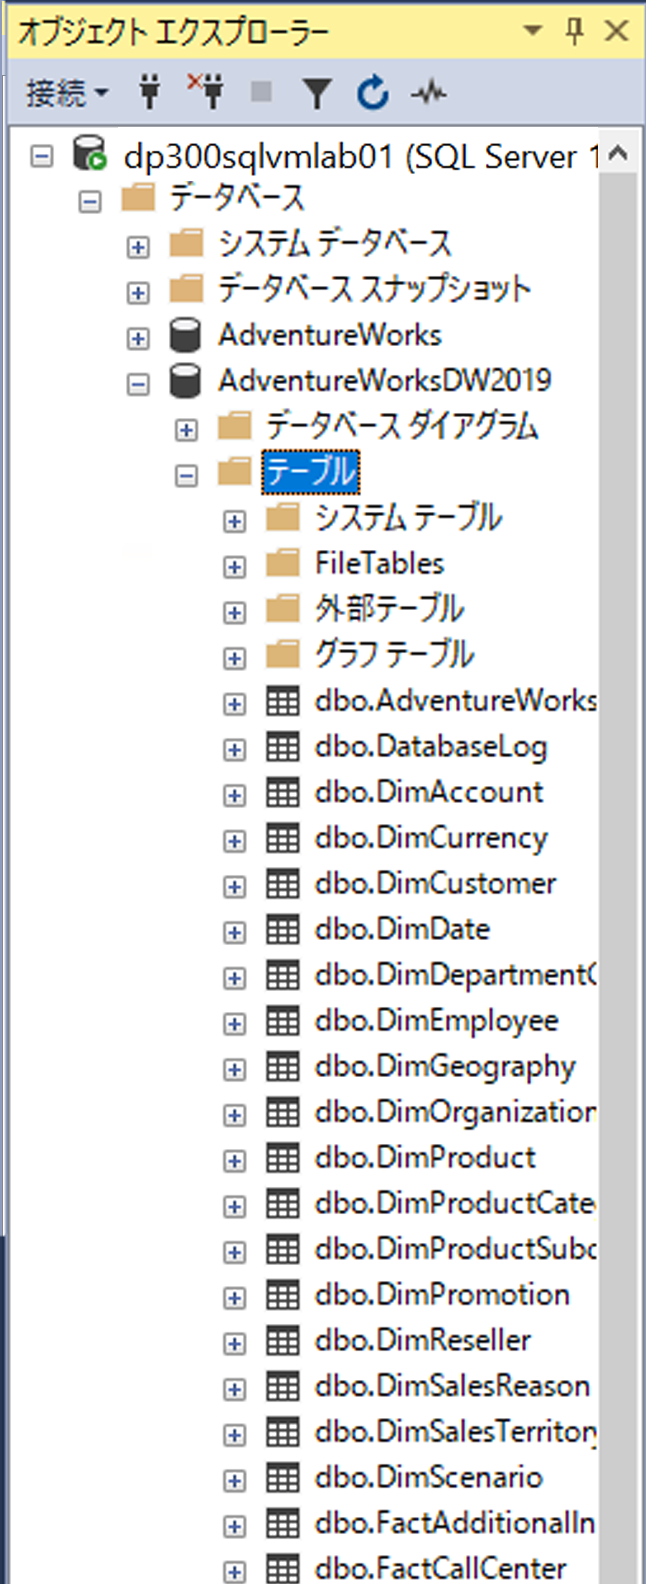 オブジェクト エクスプローラー
接続
dp300sqlvmlab01 (SQL Server 1
データベース
システム データベース
データベース スナップショット
AdventureWorks
AdventureWorksDW2019
データベース ダイアグラム
テーブル
システム テーブル
FileTables
外部テーブル
グラフ テーブル
dbo.AdventureWorks
dbo.DatabaseLog
dbo.DimAccount
dbo.DimCurrency
dbo.DimCustomer
dbo.DimDate
dbo.DimDepartmentG
dbo.DimEmployee
dbo.DimGeography
dbo.DimOrganization
dbo.DimProduct
dbo.DimProductCate
dbo.DimProductSubc
dbo.DimPromotion
dbo.DimReseller
dbo.DimSalesReason
dbo.DimSalesTerritory
dbo.DimScenario
dbo.FactAdditionalIn
dbo.FactCallCenter